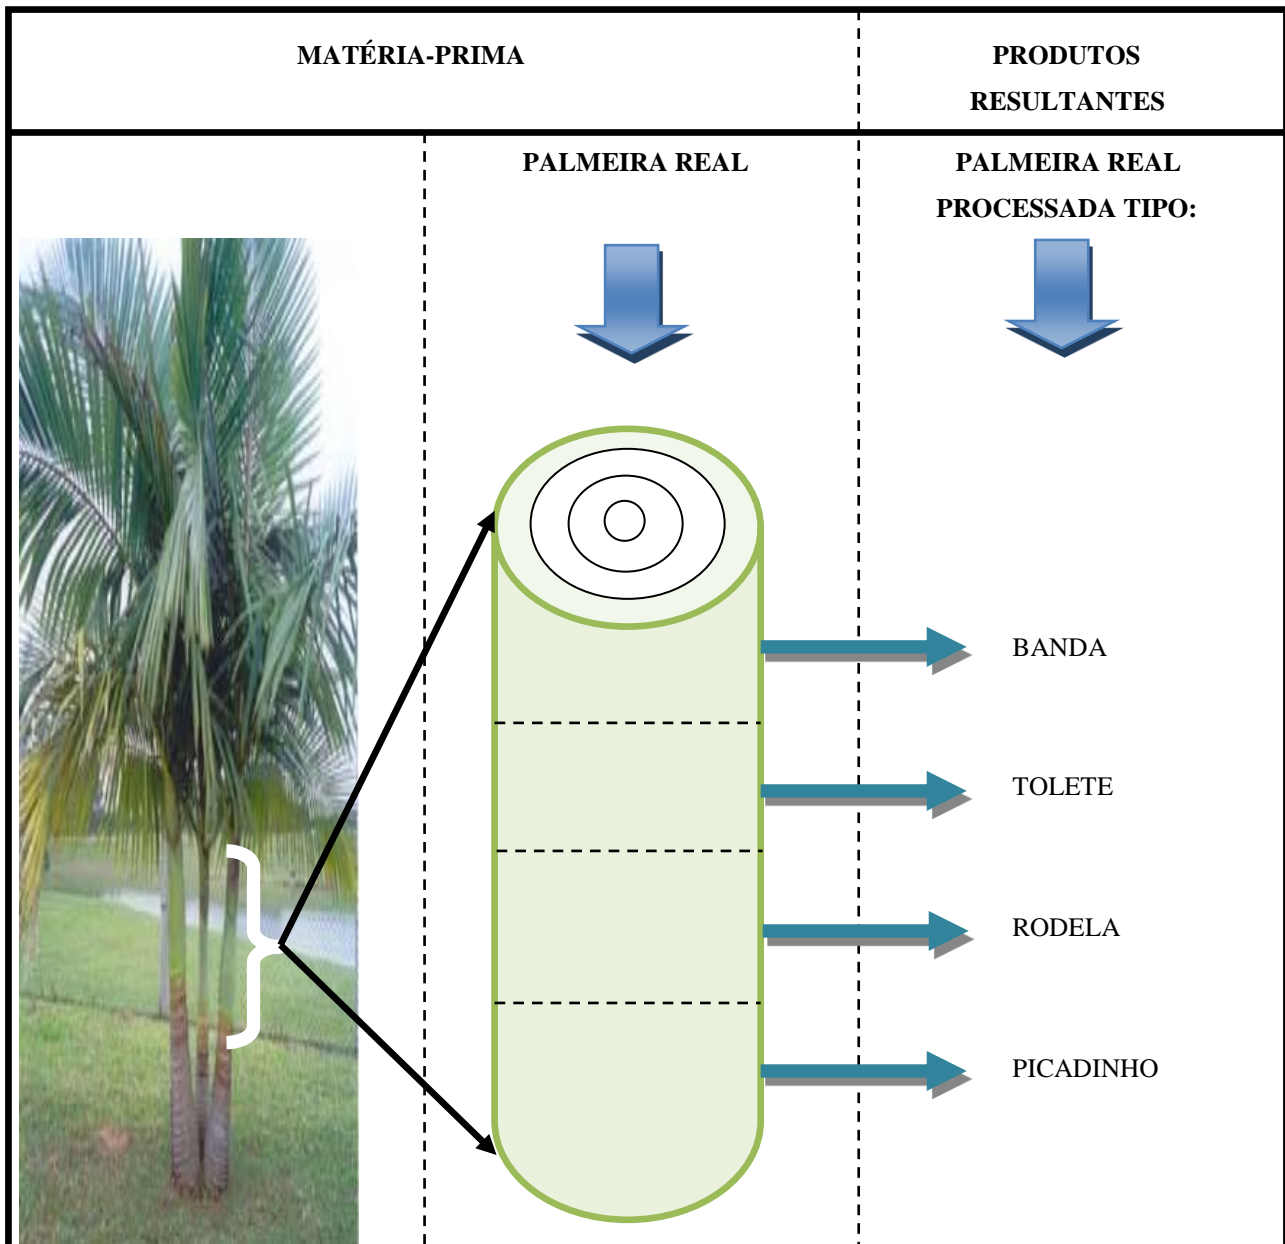 MATÉRIA-PRIMA
PRODUTOS
RESULTANTES
PALMEIRA REAL
PALMEIRA REAL
PROCESSADA TIPO:
BANDA
TOLETE
RODELA
PICADINHO